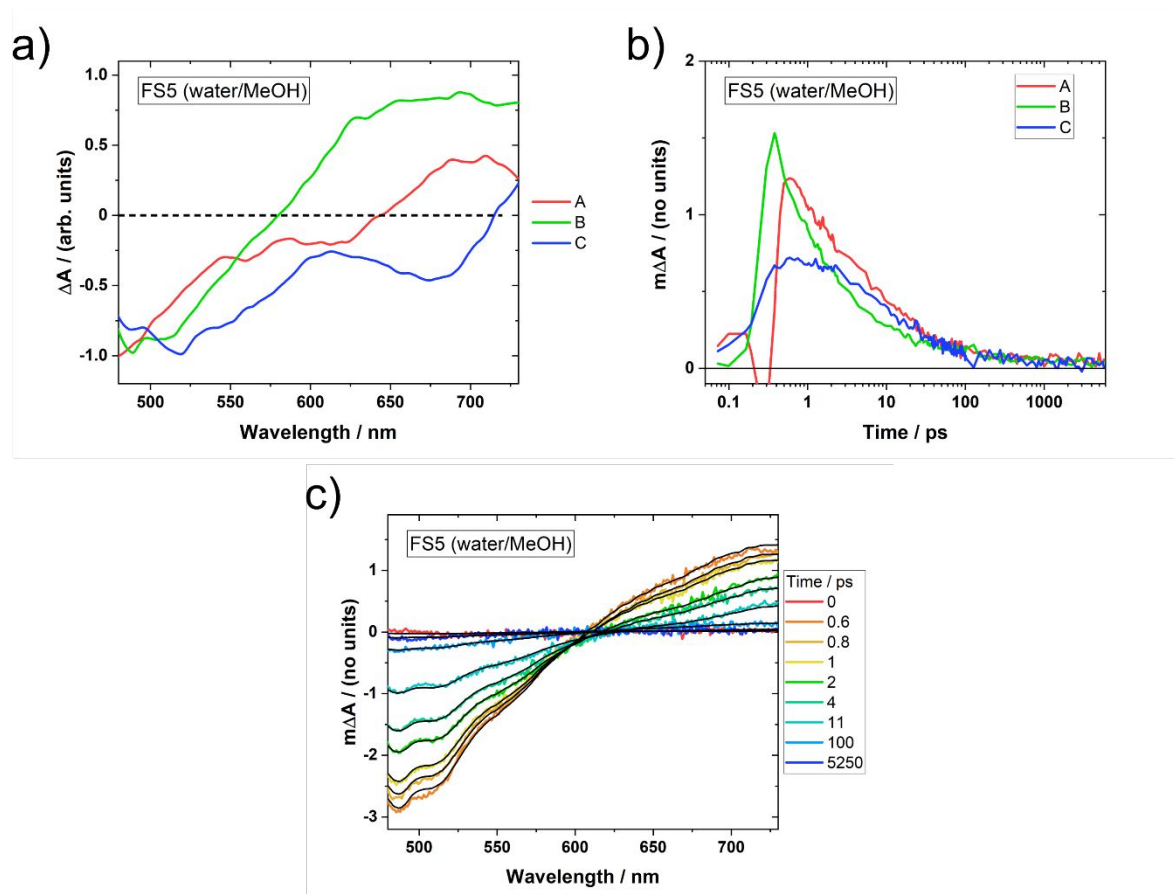 a)
FS5 (water/MeOH)
1.0
0.5
0
-0.5
-1.0
ΔA / (arb. units)
500 550 600 650 700
Wavelength / nm
A
B
C
b)
FS5 (water/MeOH)
A
B
C
2
1
0
mΔA / (no units)
0.1 1 10 100 1000
Time / ps
c)
FS5 (water/MeOH)
1
0
-1
-2
-3
mΔA / (no units)
500 550 600 650 700
Wavelength / nm
Time / ps
0
0.6
0.8
1
2
4
11
100
5250